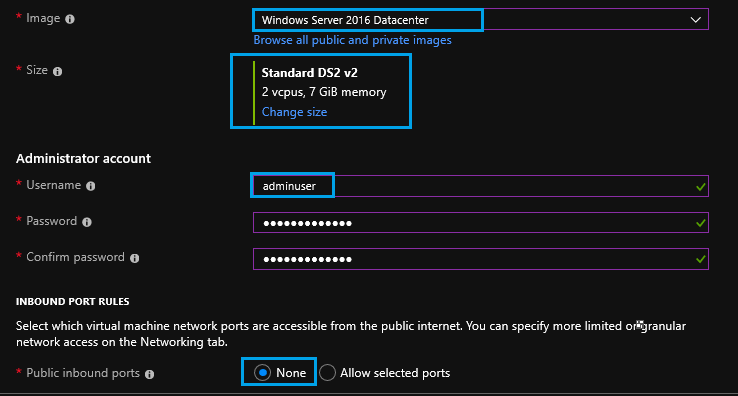 * Image
Windows Server 2016 Datacenter
Browse all public and private images
* Size
Standard DS2 v2
2 vcpus, 7 GiB memory
Change size
Administrator account
* Username
adminuser
* Password
●●●●●●●●●●●●●
* Confirm password
●●●●●●●●●●●●●
INBOUND PORT RULES
Select which virtual machine network ports are accessible from the public internet. You can specify more limited or granular
network access on the Networking tab.
* Public inbound ports
None
Allow selected ports